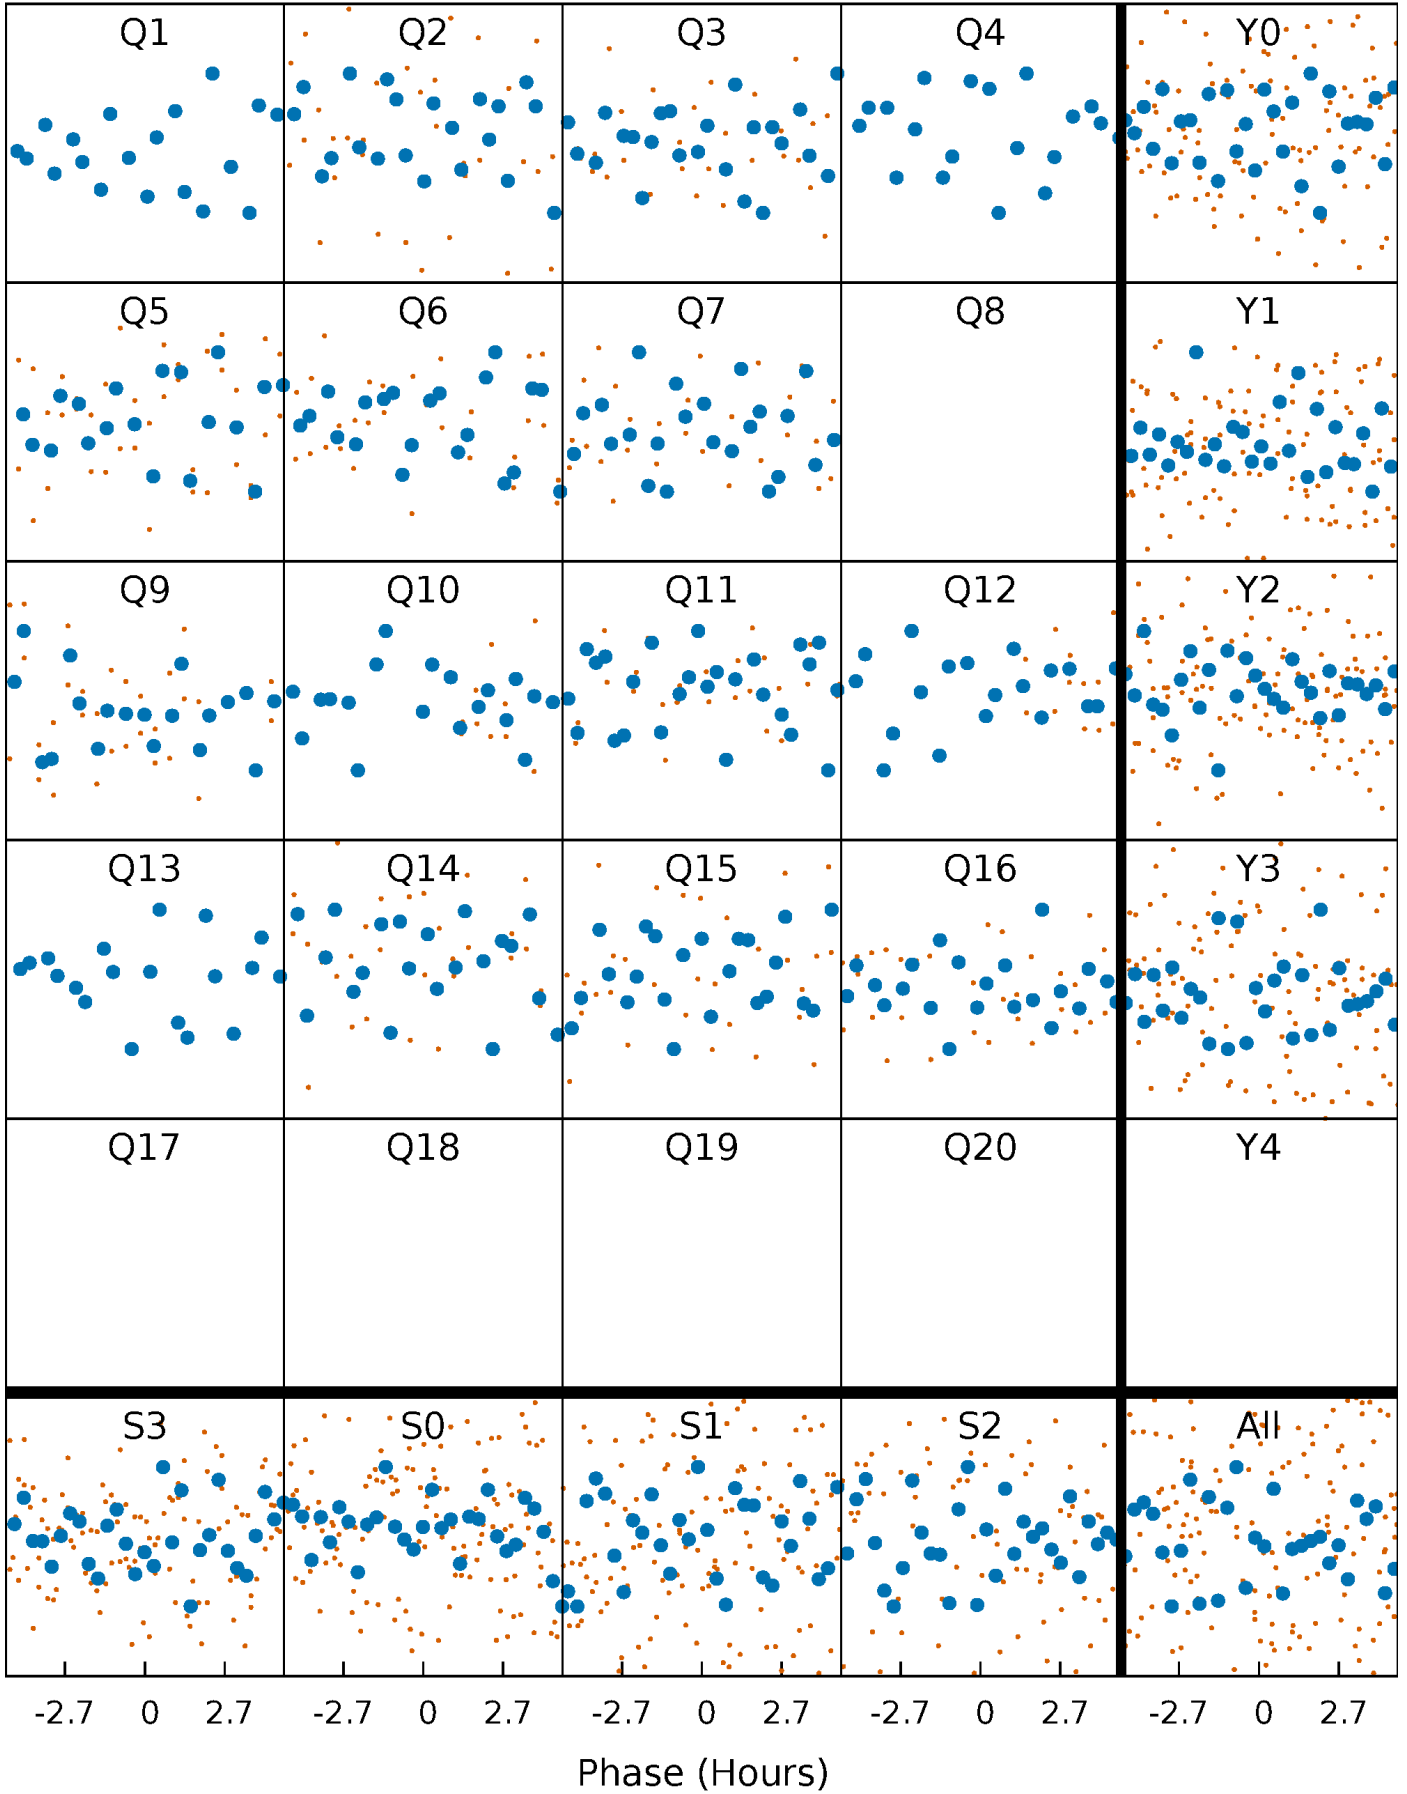 Q1 Q2 Q3 Q4 Y0
Q5 Q6 Q7 Q8 Y1
Q9 Q10 Q11 Q12 Y2
Q13 Q14 Q15 Q16 Y3
Q17 Q18 Q19 Q20 Y4
S3 S0 S1 S2 All
-2.7 0 2.7 -2.7 0 2.7 -2.7 0 2.7 -2.7 0 2.7 -2.7 0 2.7
Phase (Hours)